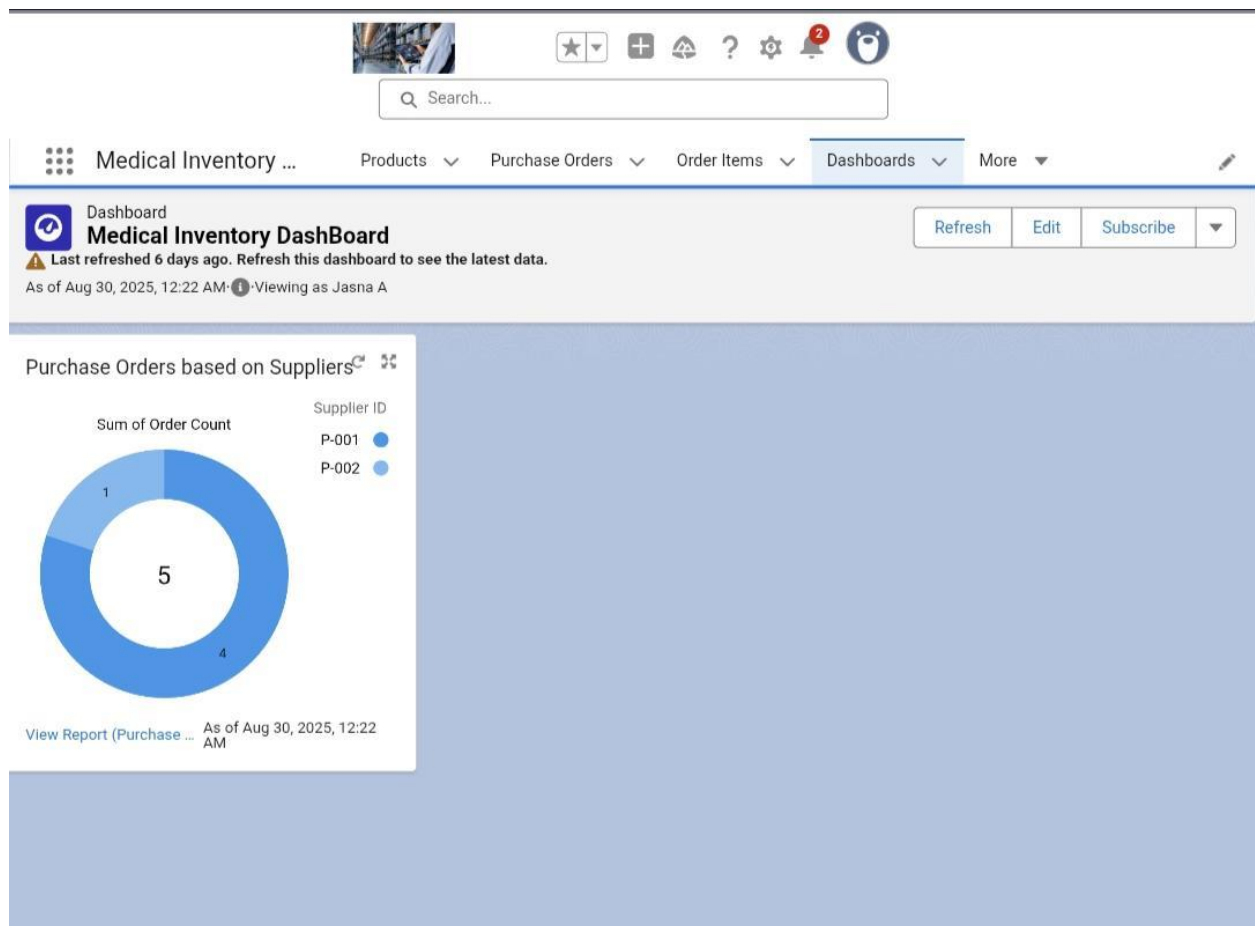 2
Search...
Medical Inventory ... Products Purchase Orders Order Items Dashboards More
Dashboard
Medical Inventory DashBoard
Last refreshed 6 days ago. Refresh this dashboard to see the latest data.
As of Aug 30, 2025, 12:22 AM·Viewing as Jasna A
Refresh Edit Subscribe
Purchase Orders based on Suppliers
Sum of Order Count
Supplier ID
P-001
P-002
1
5
4
View Report (Purchase ...
As of Aug 30, 2025, 12:22
AM